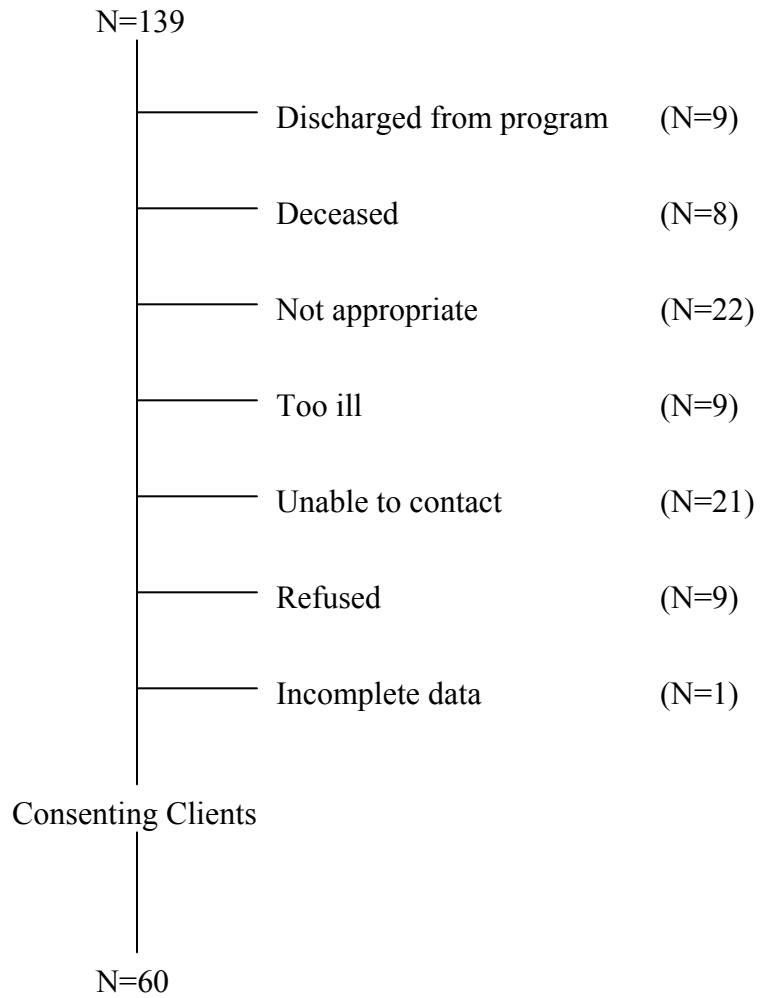 N=139
Discharged from program (N=9)
Deceased (N=8)
Not appropriate (N=22)
Too ill (N=9)
Unable to contact (N=21)
Refused (N=9)
Incomplete data (N=1)
Consenting Clients
N=60